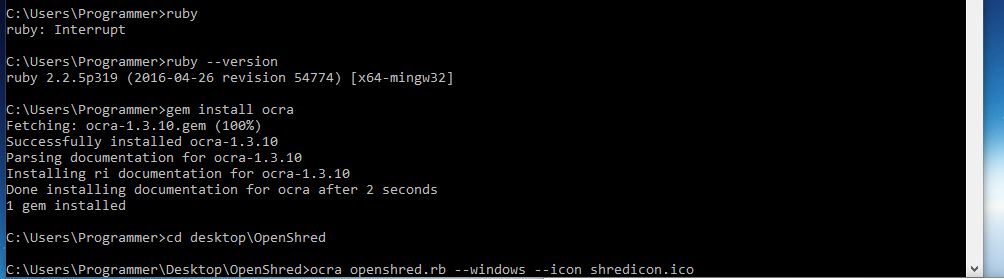 C:\Users\Programmer>ruby
ruby: Interrupt
C:\Users\Programmer>ruby --version
ruby 2.2.5p319 (2016-04-26 revision 54774) [x64-mingw32]
C:\Users\Programmer>gem install ocra
Fetching: ocra-1.3.10.gem (100%)
Successfully installed ocra-1.3.10
Parsing documentation for ocra-1.3.10
Installing ri documentation for ocra-1.3.10
Done installing documentation for ocra after 2 seconds
1 gem installed
C:\Users\Programmer>cd desktop\OpenShred
C:\Users\Programmer\Desktop\OpenShred>ocra openshred.rb --windows --icon shredicon.ico